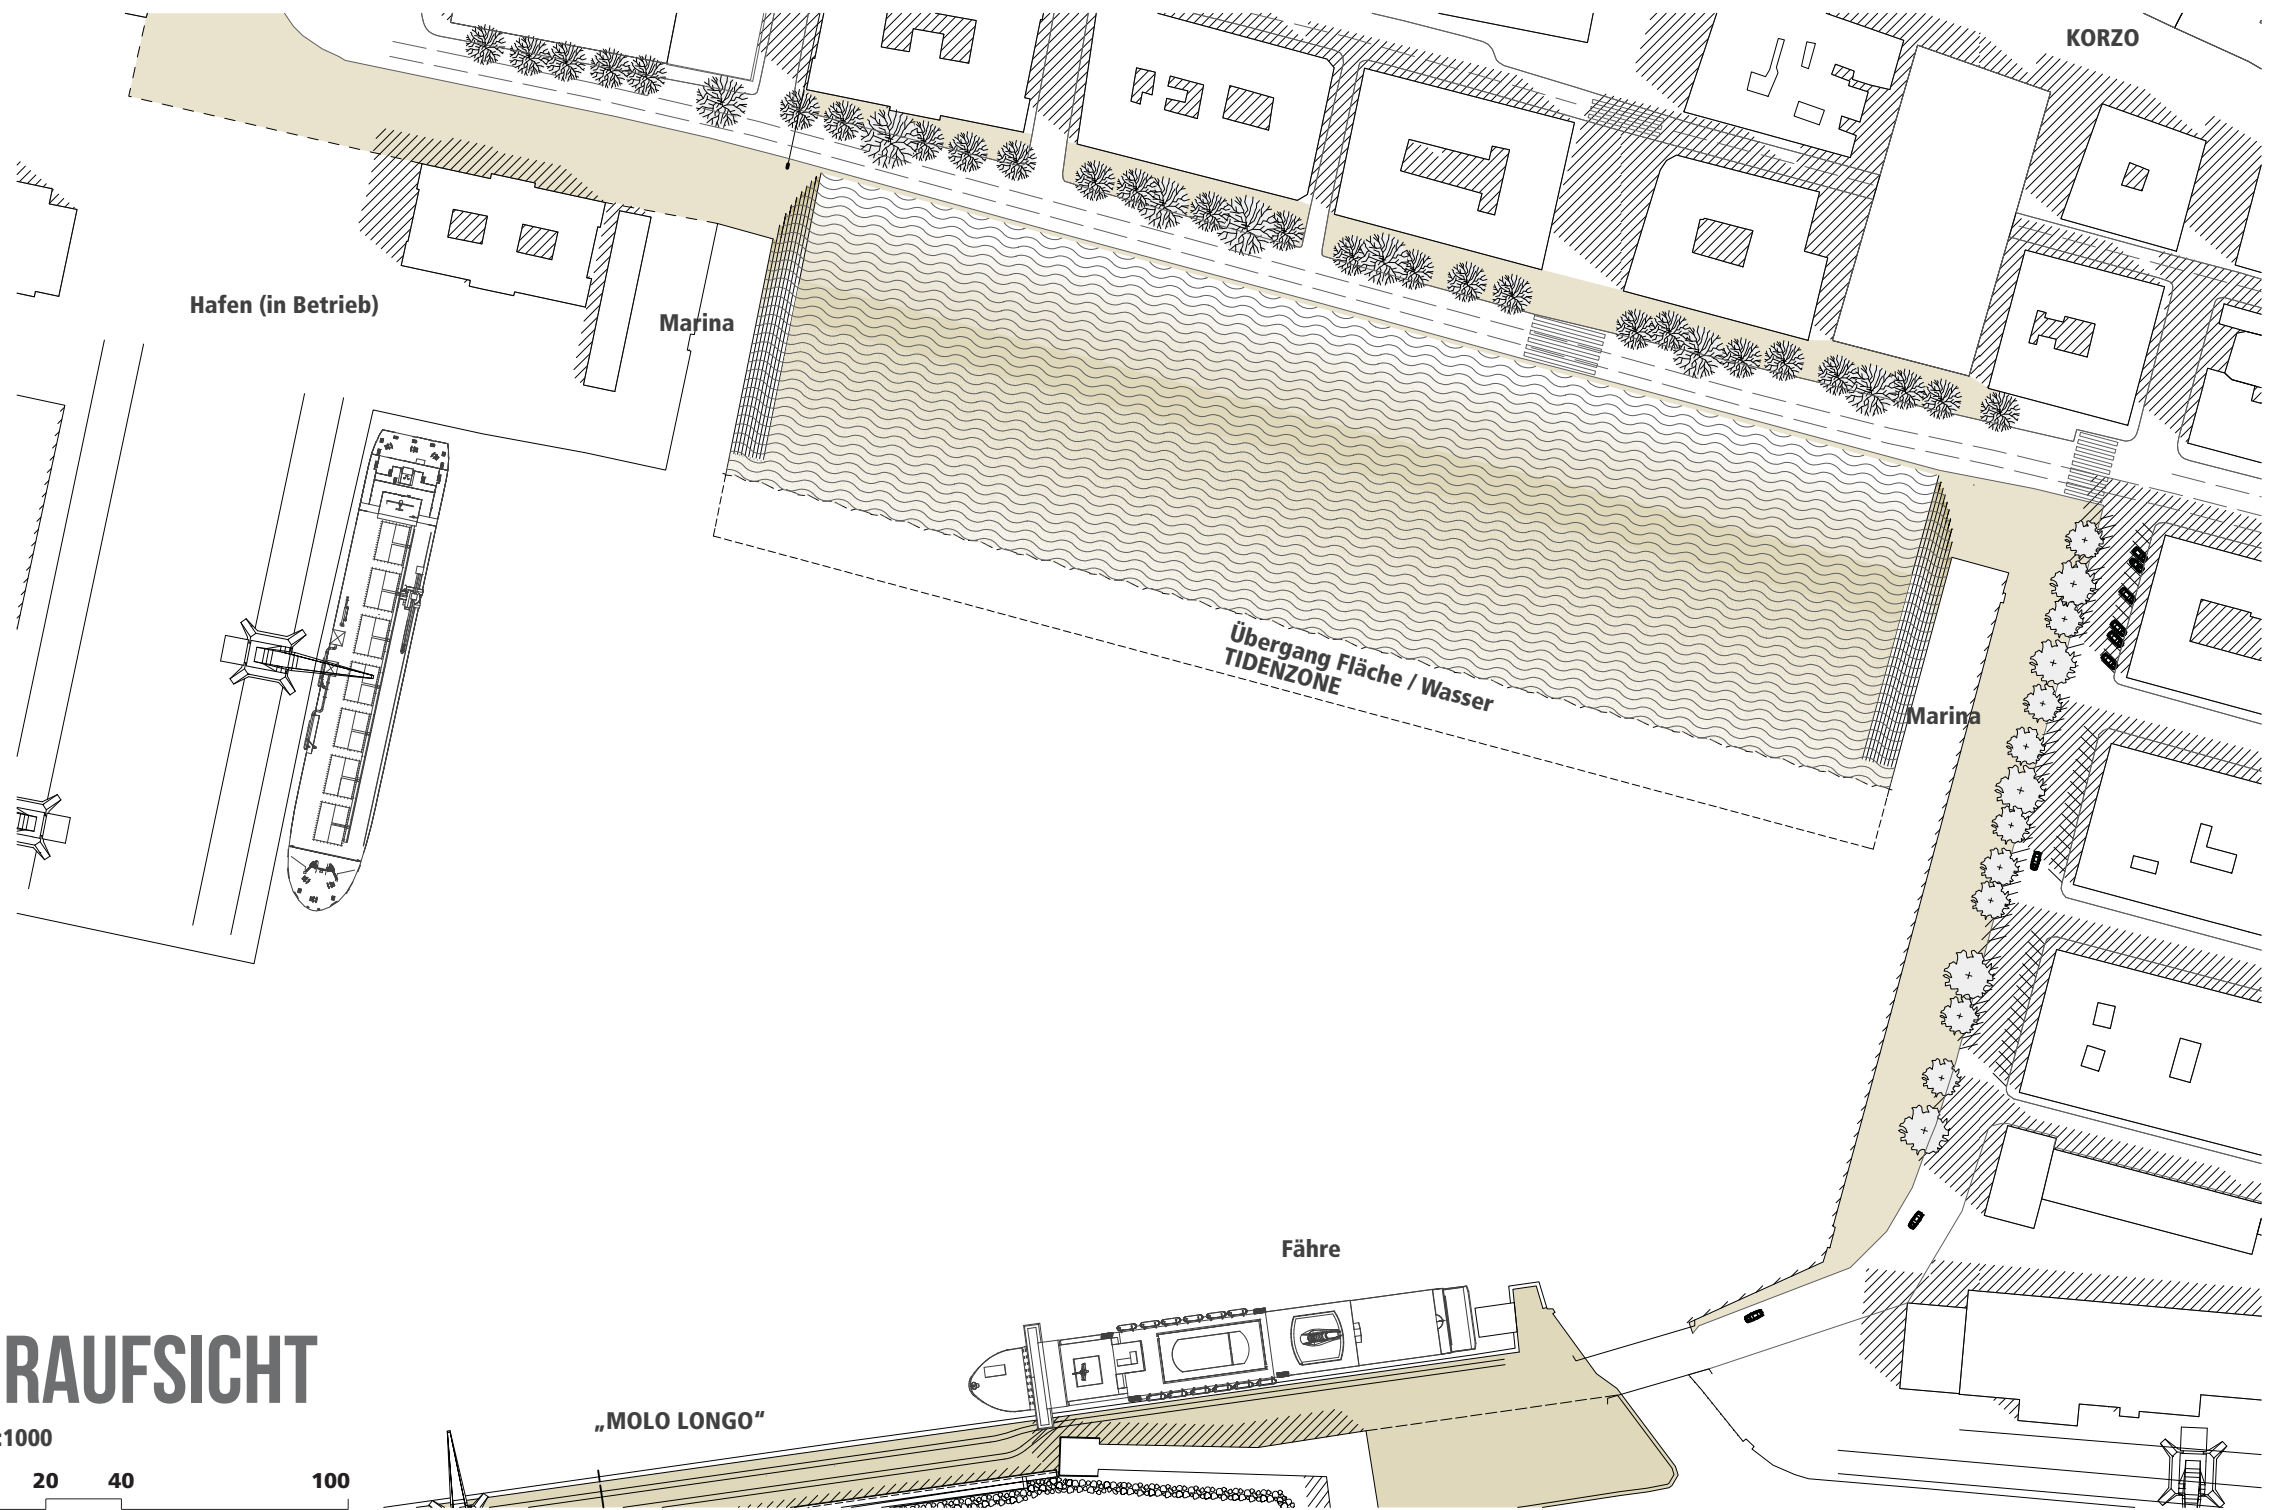 KORZO
Hafen (in Betrieb)
Marina
Übergang Fläche / Wasser
TIDENZONE
Marina
Fähre
RAUFSICHT
:1000
„MOLO LONGO“
20 40 100